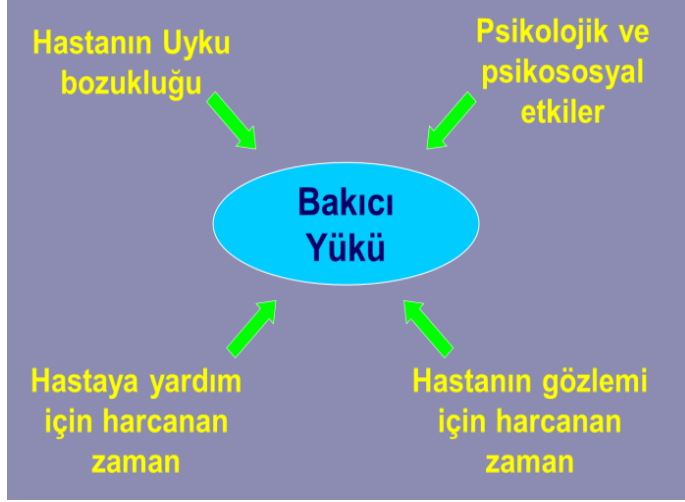 Hastanın Uyku
bozukluğu
Psikolojik ve
psikososyal
etkiler
Bakıcı
Yükü
Hastaya yardım
için harcanan
zaman
Hastanın gözlemi
için harcanan
zaman